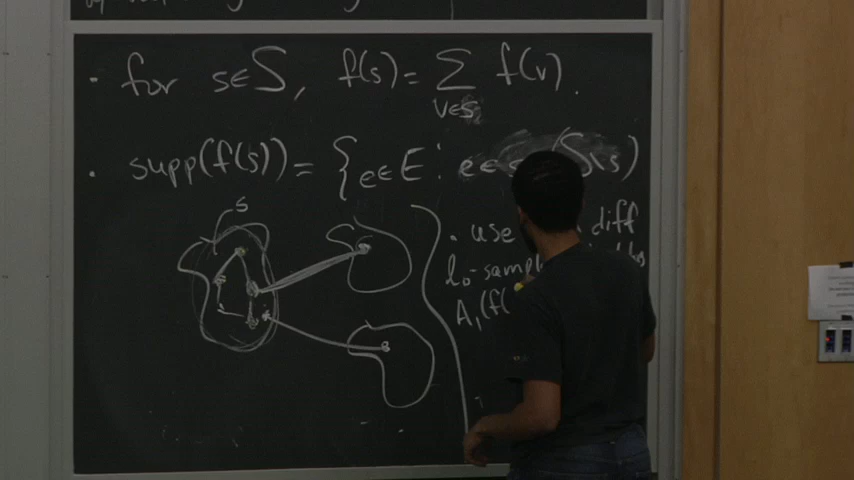 • for s∈S, f(s) = ∑_{v∈s} f(v).
• supp(f(s)) = {e∈E : e∈ S\s)
s
• use diff
l₀-sampl
A₁(f(